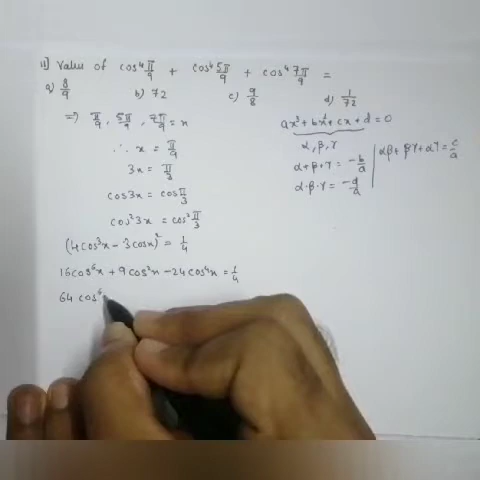 11] Value of cos⁴ π/9 + cos⁴ 5π/9 + cos⁴ 7π/9 =
a) 8/9 b) 72 c) 9/8 d) 1/72
=) π/9, 5π/9, 7π/9 = x
∴ x = π/9
3x = π/3
cos3x = cos π/3
cos²3x = cos² π/3
(4cos³x - 3cosx)² = 1/4
16cos⁶x + 9cos²x - 24cos⁴x = 1/4
64 cos⁶
ax³ + bx² + cx + d = 0
α, β, γ
α + β + γ = -b/a
α·β·γ = -d/a
αβ + βγ + αγ = c/a